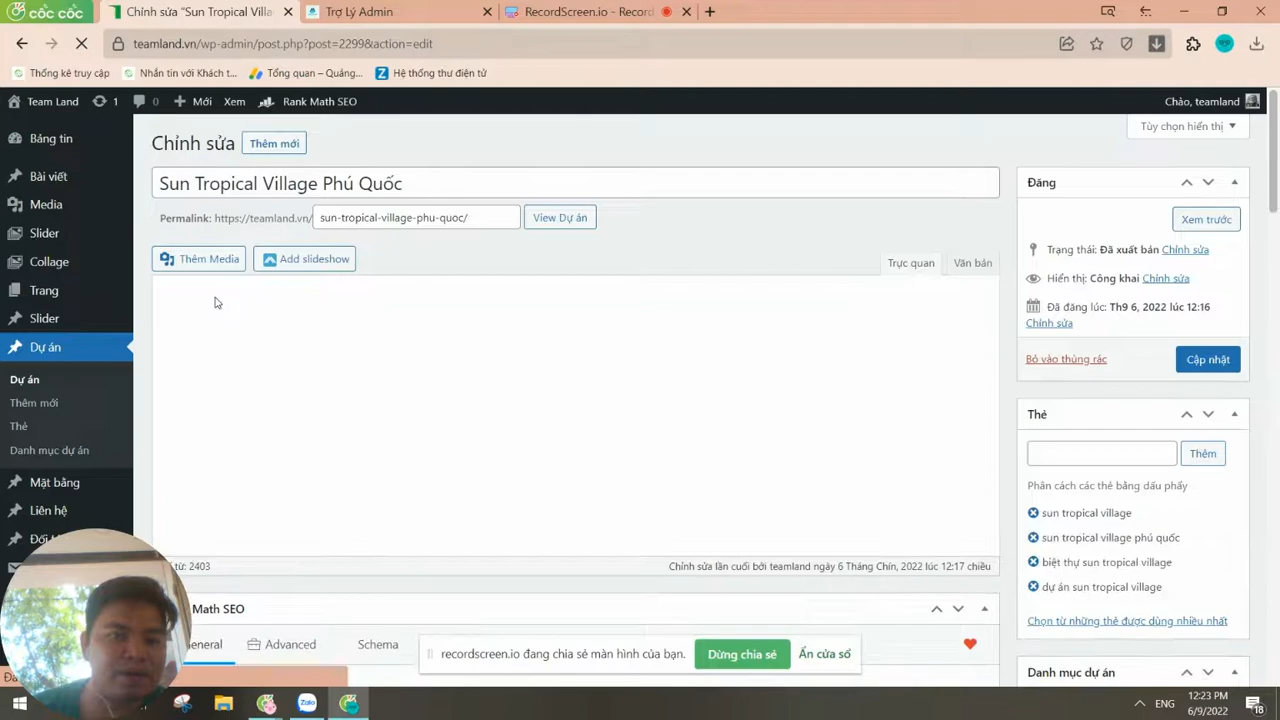 cốc cốc
Chỉnh sửa "Sun Tropical Villa
Trợ Lý Admin
RecordScreen.io - Record
teamland.vn/wp-admin/post.php?post=2299&action=edit
Thống kê truy cập
Nhắn tin với Khách t...
Tổng quan – Quảng...
Hệ thống thư điện tử
Team Land
1
0
Mới
Xem
Rank Math SEO
Chào, teamland
Bảng tin
Bài viết
Media
Slider
Collage
Trang
Slider
Dự án
Dự án
Thêm mới
Thẻ
Danh mục dự án
Mặt bằng
Liên hệ
Chỉnh sửa
Thêm mới
Tùy chọn hiển thị
Sun Tropical Village Phú Quốc
Permalink: https://teamland.vn/
sun-tropical-village-phu-quoc/
View Dự án
Thêm Media
Add slideshow
Trực quan
Văn bản
từ: 2403
Chỉnh sửa lần cuối bởi teamland ngày 6 Tháng Chín, 2022 lúc 12:17 chiều
Math SEO
General
Advanced
Schema
Đăng
Xem trước
Trạng thái: Đã xuất bản Chỉnh sửa
Hiển thị: Công khai Chỉnh sửa
Đã đăng lúc: Th9 6, 2022 lúc 12:16
Chỉnh sửa
Bỏ vào thùng rác
Cập nhật
Thẻ
Thêm
Phân cách các thẻ bằng dấu phẩy
sun tropical village
sun tropical village phú quốc
biệt thự sun tropical village
dự án sun tropical village
Chọn từ những thẻ được dùng nhiều nhất
Danh mục dự án
recordscreen.io đang chia sẻ màn hình của bạn.
Dừng chia sẻ
Ẩn cửa sổ
Zalo
ENG
12:23 PM
6/9/2022
18